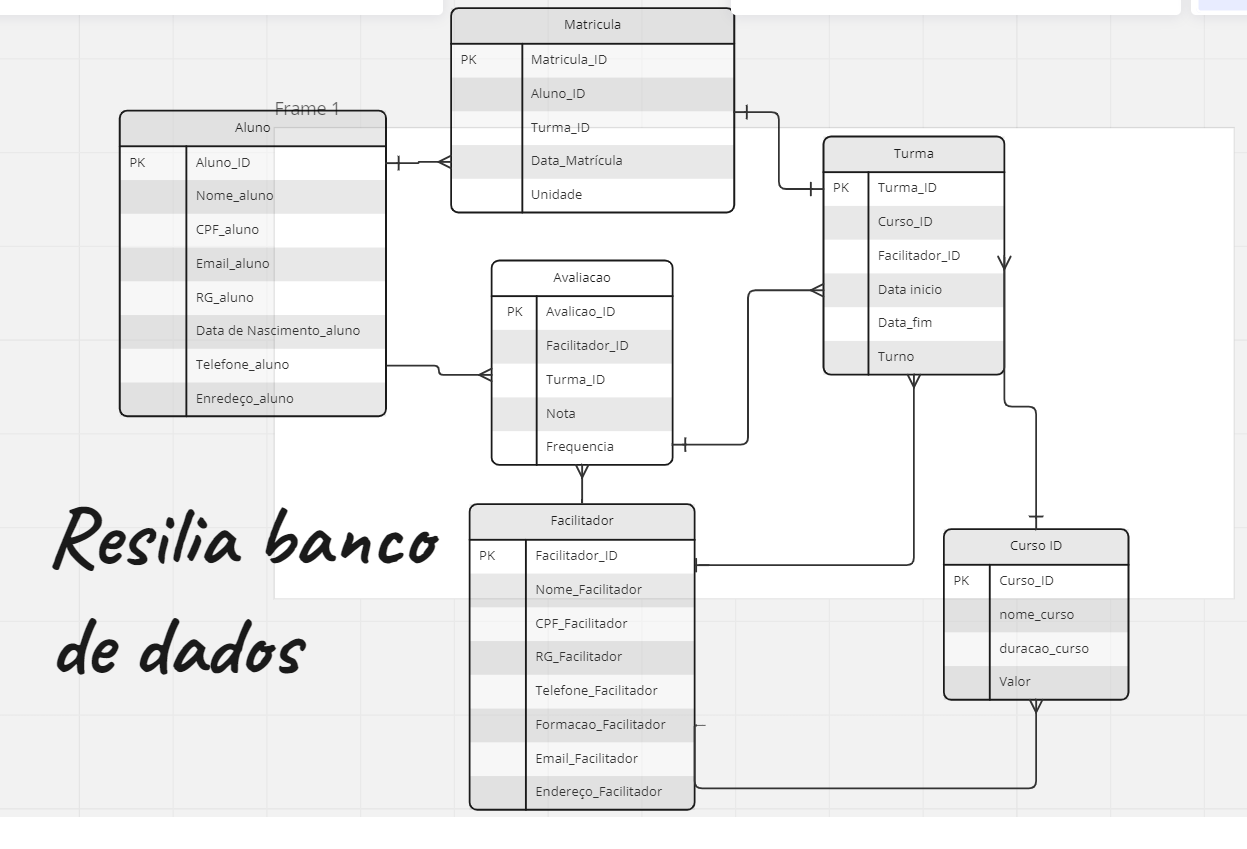 Matricula
PK Matricula_ID
Aluno_ID
Turma_ID
Data_Matrícula
Unidade
Frame 1
Aluno
PK Aluno_ID
Nome_aluno
CPF_aluno
Email_aluno
RG_aluno
Data de Nascimento_aluno
Telefone_aluno
Enredeço_aluno
Turma
PK Turma_ID
Curso_ID
Facilitador_ID
Data inicio
Data_fim
Turno
Avaliacao
PK Avalicao_ID
Facilitador_ID
Turma_ID
Nota
Frequencia
Resilia banco
de dados
Facilitador
PK Facilitador_ID
Nome_Facilitador
CPF_Facilitador
RG_Facilitador
Telefone_Facilitador
Formacao_Facilitador
Email_Facilitador
Endereço_Facilitador
Curso ID
PK Curso_ID
nome_curso
duracao_curso
Valor